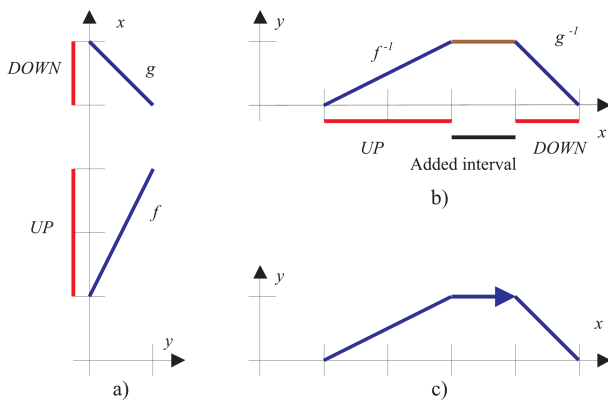 x
DOWN
g
UP
f
y
a)
y
f -1
g -1
x
UP
DOWN
Added interval
b)
y
x
c)